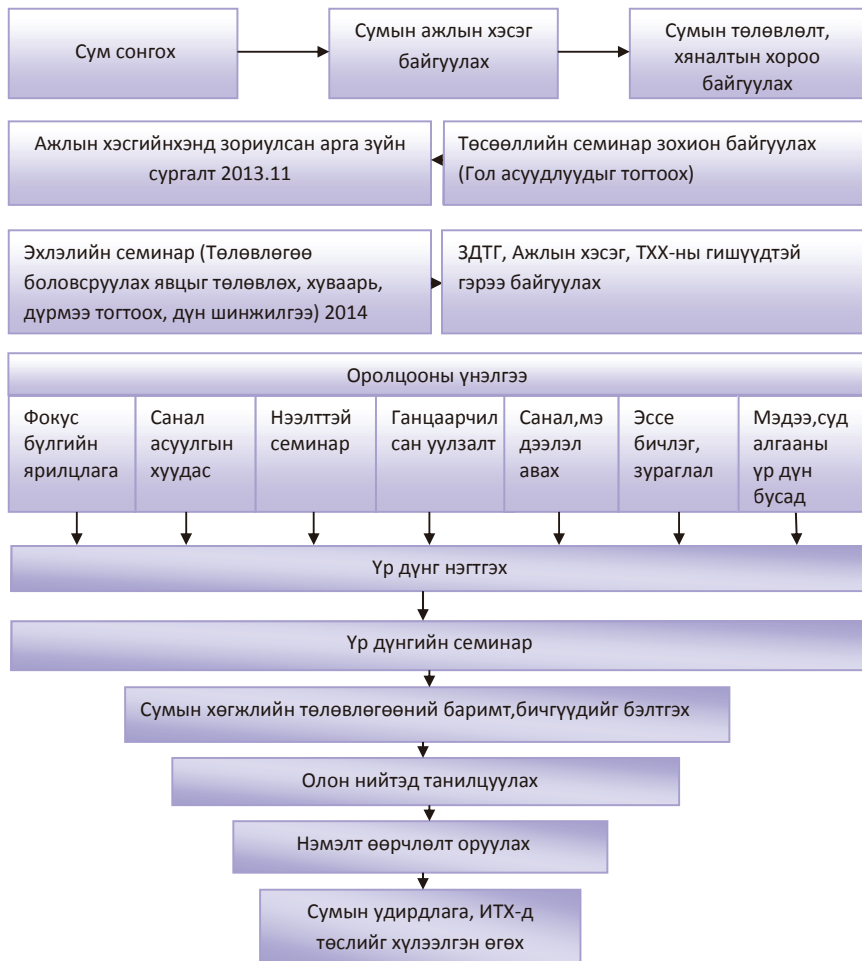 Сум сонгох
Сумын ажлын хэсэг
байгуулах
Сумын төлөвлөлт,
хяналтын хороо
байгуулах
Ажлын хэсгийнхэнд зориулсан арга зүйн
сургалт 2013.11
Төсөөллийн семинар зохион байгуулах
(Гол асуудлуудыг тогтоох)
Эхлэлийн семинар (Төлөвлөгөө
боловсруулах явцыг төлөвлөх, хуваарь,
дүрмээ тогтоох, дүн шинжилгээ) 2014
ЗДТГ, Ажлын хэсэг, ТХХ-ны гишүүдтэй
гэрээ байгуулах
Оролцооны үнэлгээ
Фокус
бүлгийн
ярилцлага
Санал
асуулгын
хуудас
Нээлттэй
семинар
Ганцаарчил
сан уулзалт
Санал,мэ
дээлэл
авах
Эссе
бичлэг,
зураглал
Мэдээ,суд
алгааны
үр дүн
бусад
Үр дүнг нэгтгэх
Үр дүнгийн семинар
Сумын хөгжлийн төлөвлөгөөний баримт,бичгүүдийг бэлтгэх
Олон нийтэд танилцуулах
Нэмэлт өөрчлөлт оруулах
Сумын удирдлага, ИТХ-д
төслийг хүлээлгэн өгөх